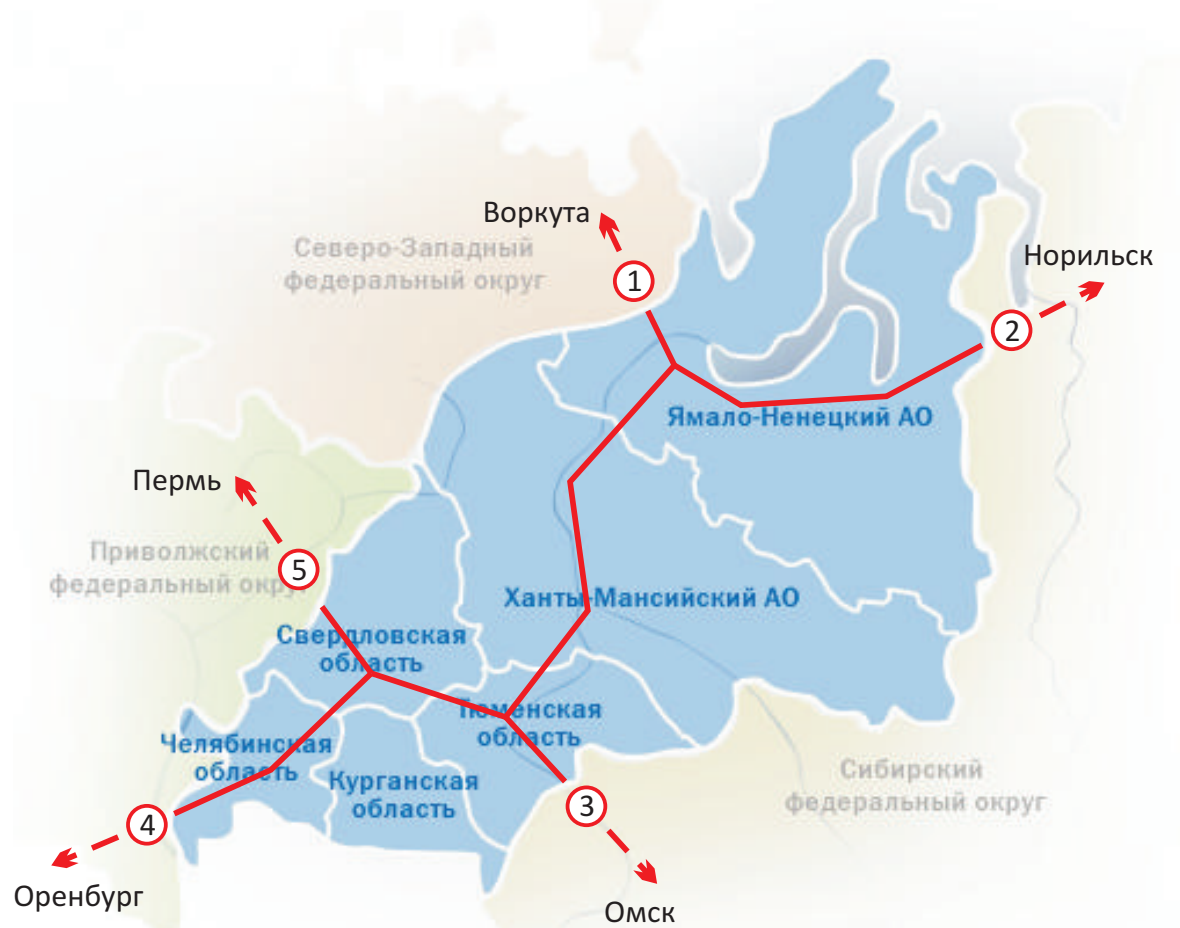 Воркута
Северо-Западный
федеральный округ
1
Норильск
2
Ямало-Ненецкий АО
Пермь
Приволжский
федеральный округ
5
Ханты-Мансийский АО
Свердловская
область
Тюменская
область
Челябинская
область
Курганская
область
Сибирский
федеральный округ
3
4
Оренбург
Омск